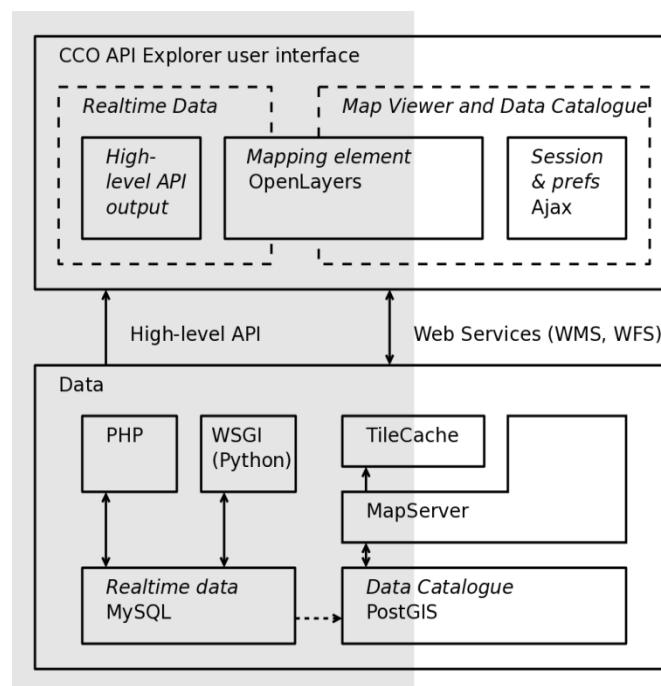 CCO API Explorer user interface
Realtime Data
Map Viewer and Data Catalogue
High-
level API
output
Mapping element
OpenLayers
Session
& prefs
Ajax
High-level API
Web Services (WMS, WFS)
Data
PHP
WSGI
(Python)
TileCache
MapServer
Realtime data
MySQL
Data Catalogue
PostGIS